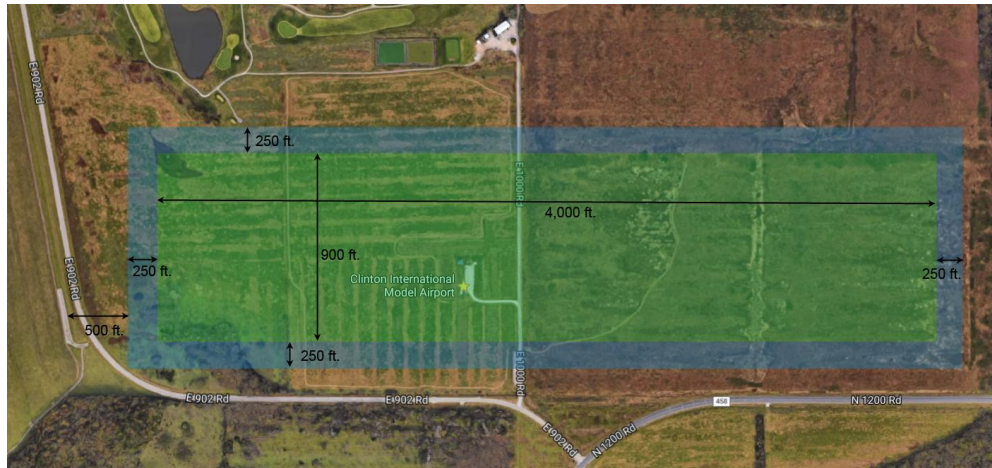 E 902 Rd
250 ft.
E 1000 Rd
4,000 ft.
900 ft.
250 ft.
250 ft.
E 902 Rd
Clinton International
Model Airport
500 ft.
250 ft.
E 1000 Rd
E 902 Rd
E 902 Rd
458
N 1200 Rd
E 902 Rd
N 1200 Rd